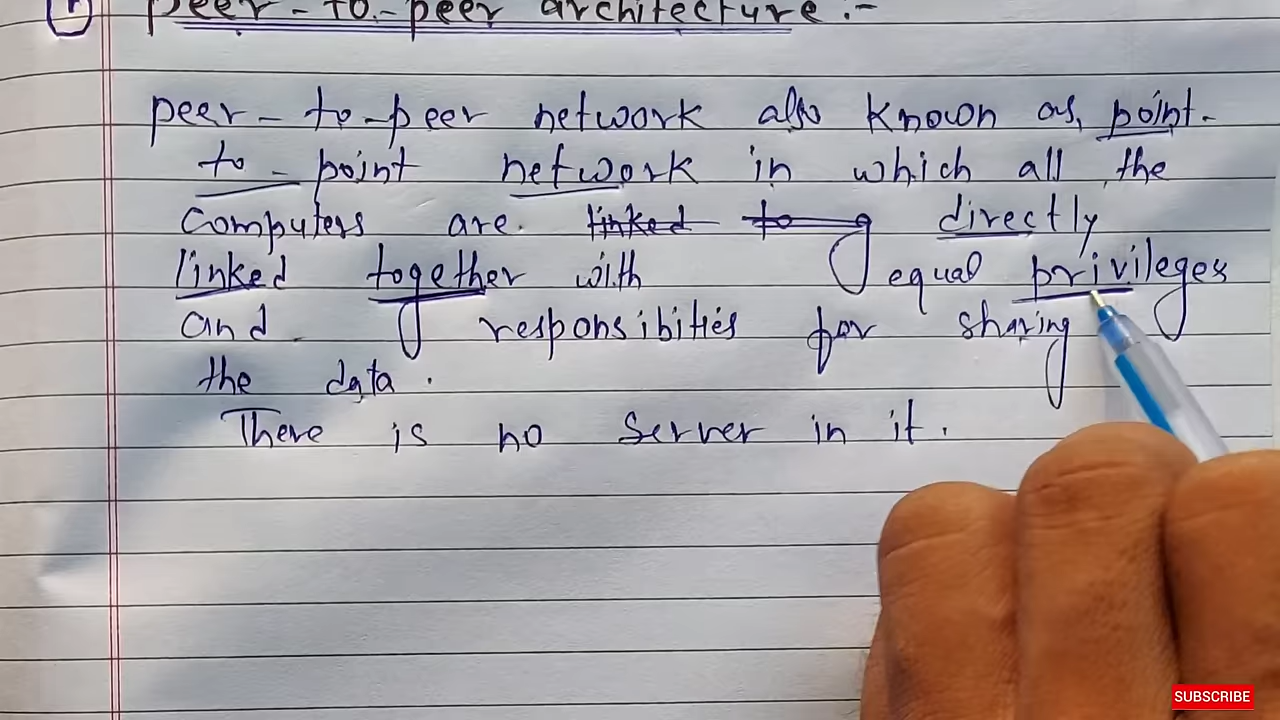 peer-to-peer architecture :-
peer-to-peer network also known as point-
to-point network in which all the
computers are linked to directly
linked together with equal privileges
and responsibities for sharing
the data.
There is no server in it.
SUBSCRIBE